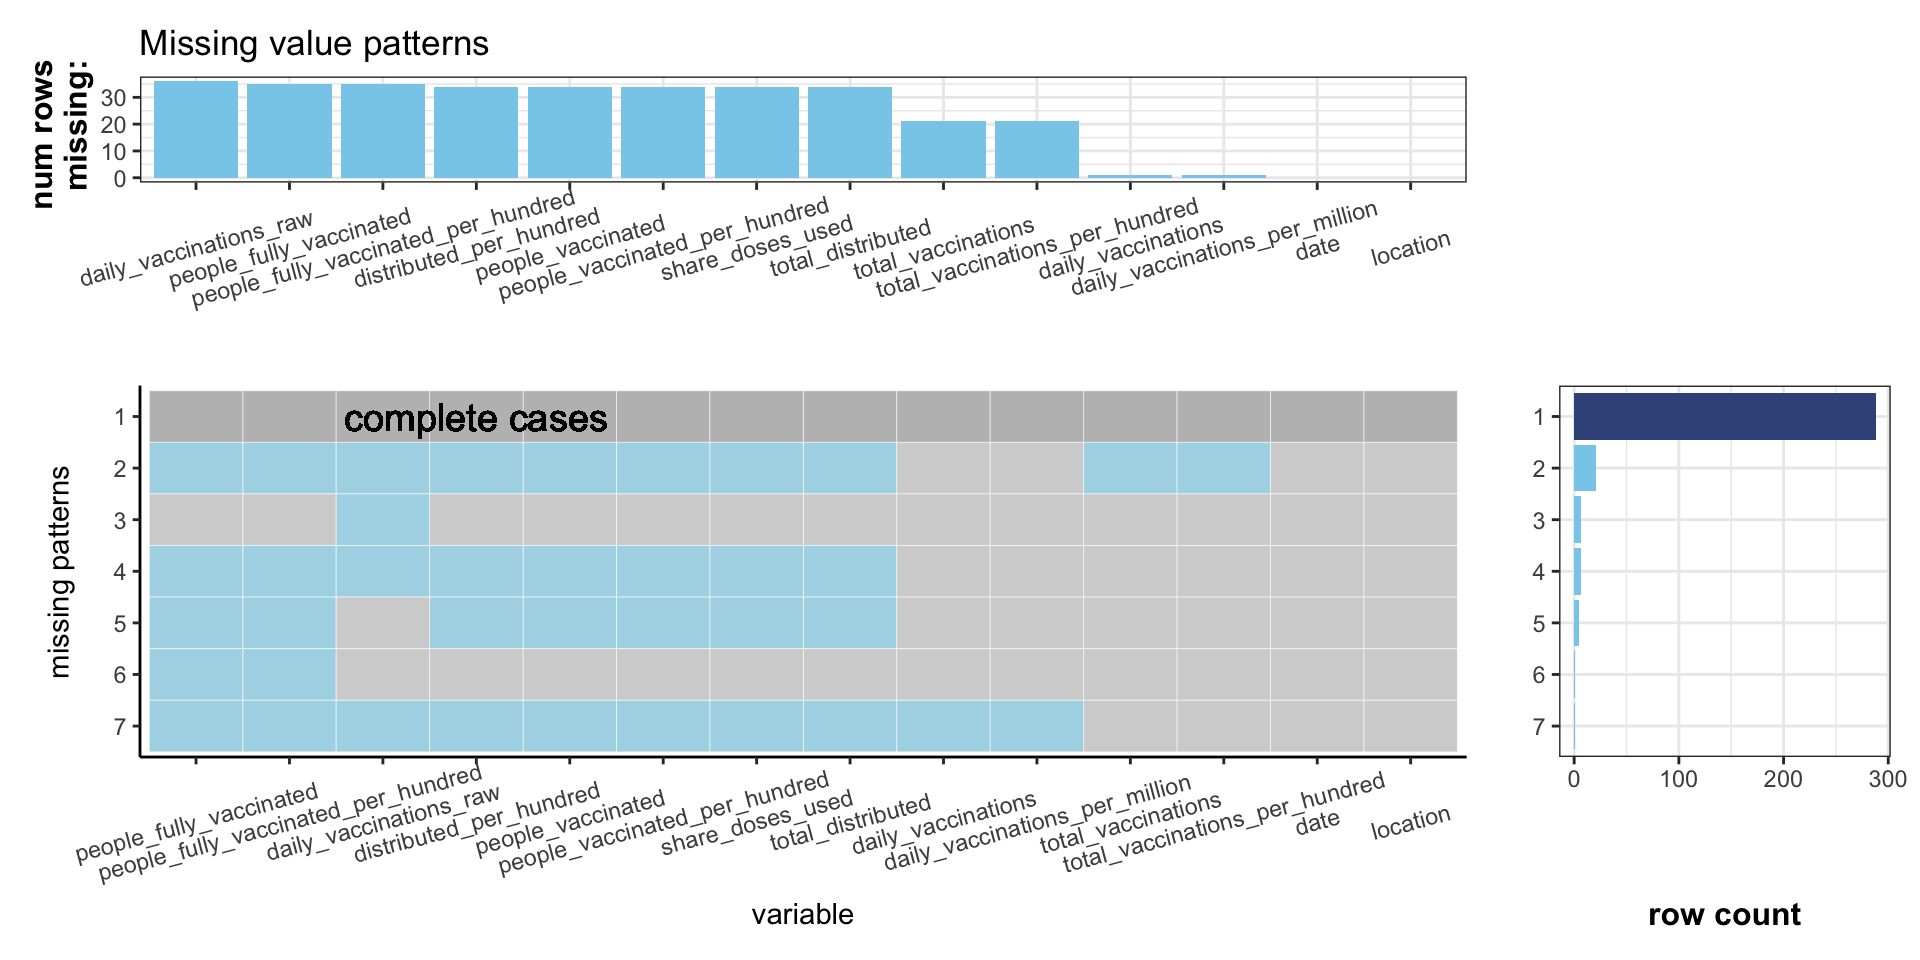 Missing value patterns
num rows
missing:
30
20
10
0
daily_vaccinations_raw
people_fully_vaccinated
people_fully_vaccinated_per_hundred
distributed_per_hundred
people_vaccinated
people_vaccinated_per_hundred
share_doses_used
total_distributed
total_vaccinations
total_vaccinations_per_hundred
daily_vaccinations
daily_vaccinations_per_million
date
location
missing patterns
complete cases
1
2
3
4
5
6
7
people_fully_vaccinated
people_fully_vaccinated_per_hundred
daily_vaccinations_raw
distributed_per_hundred
people_vaccinated
people_vaccinated_per_hundred
share_doses_used
total_distributed
daily_vaccinations
daily_vaccinations_per_million
total_vaccinations
total_vaccinations_per_hundred
date
location
variable
1
2
3
4
5
6
7
0 100 200 300
row count